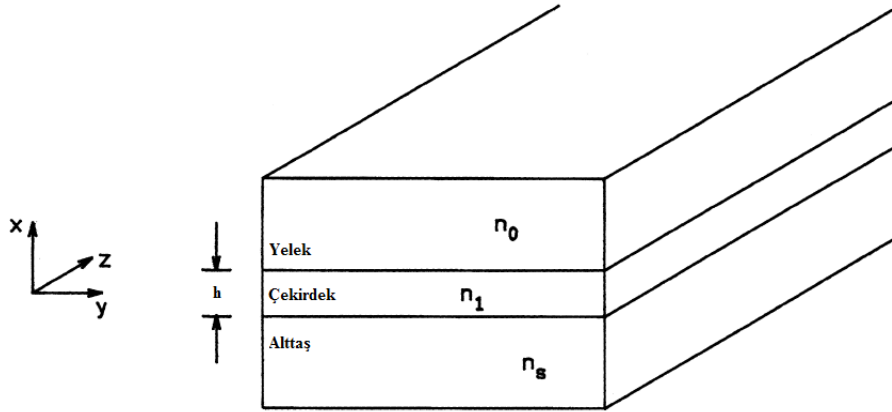 n₀
Yelek
x
z
y
h
Çekirdek
n₁
Alttaş
nₛ